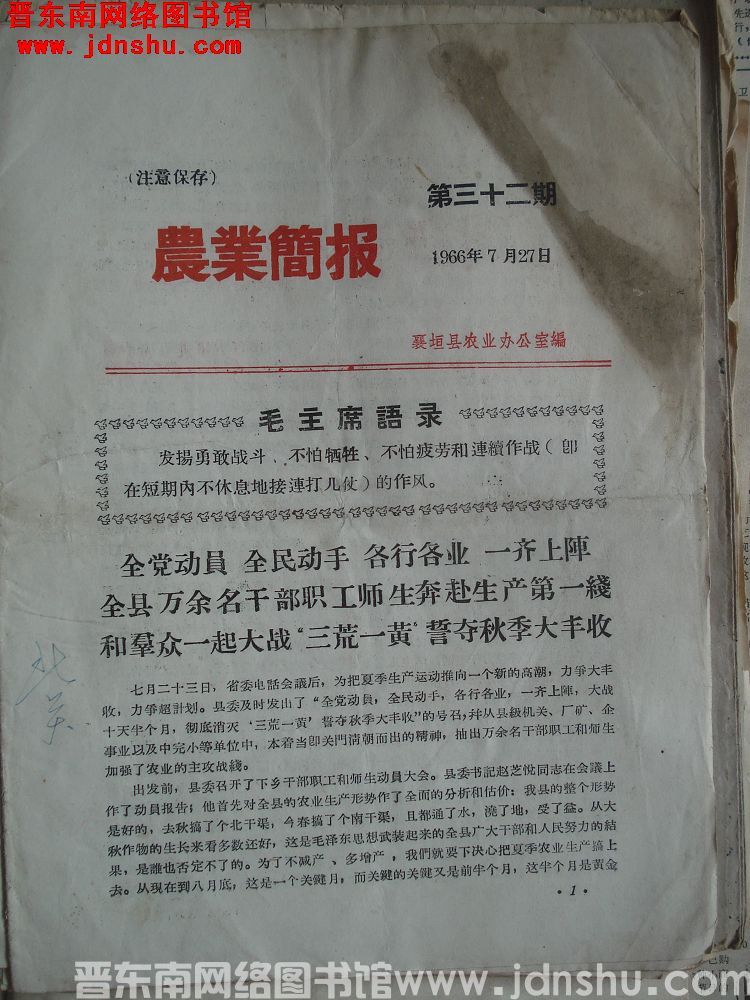 晋东南网络图书馆
www.jdnshu.com
(注意保存)
第三十二期
農業簡报
1966年7月27日
襄垣县农业办公室編
毛主席語录
发揚勇敢战斗、不怕牺牲、不怕疲劳和連續作战(即
在短期內不休息地接連打几仗)的作风。
全党动員 全民动手 各行各业 一齐上陣
全县万余名干部职工师生奔赴生产第一綫
和羣众一起大战“三荒一黄”誓夺秋季大丰收
七月二十三日,省委电話会議后,为把夏季生产运动推向一个新的高潮,力爭大丰
收,力爭超計划。县委及时发出了“全党动員,全民动手,各行各业,一齐上陣,大战
十天半个月,彻底消灭‘三荒一黄’誓夺秋季大丰收”的号召,幷从县級机关、厂矿、企
事业以及中完小等单位中,本着当卽关門清朝而出的精神,抽出万余名干部职工和师生
加强了农业的主攻战綫。
出发前,县委召开了下乡干部职工和师生动員大会。县委书記赵芝悅同志在会議上
作了动員报告;他首先对全县的农业生产形势作了全面的分析和估价:我县的整个形势
是好的,去秋搞了个北干渠,今春搞了个南干渠,且都通了水,澆了地,受了益。从大
秋作物的生长来看多数还好,这是毛泽东思想武装起来的全县广大干部和人民努力的結
果,是誰也否定不了的。为了不减产、多增产,我們就要下决心把夏季农业生产搞上
去。从現在到八月底,这是一个关鍵月,而关鍵的关鍵又是前半个月,这半个月是黄金
·1·
北关
晋东南网络图书馆www.jdnshu.com